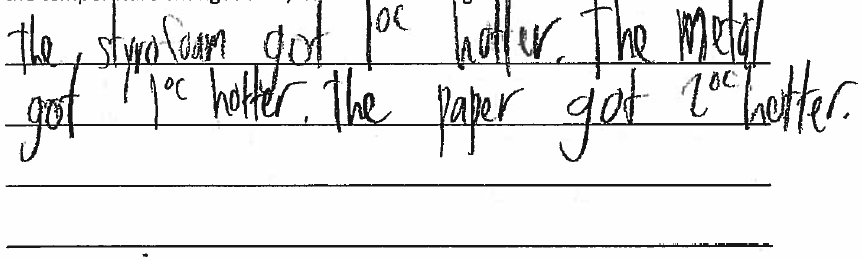 the styrofoam got 1°C hotter. The metal
got 1°C hotter. The paper got 2°C hotter.